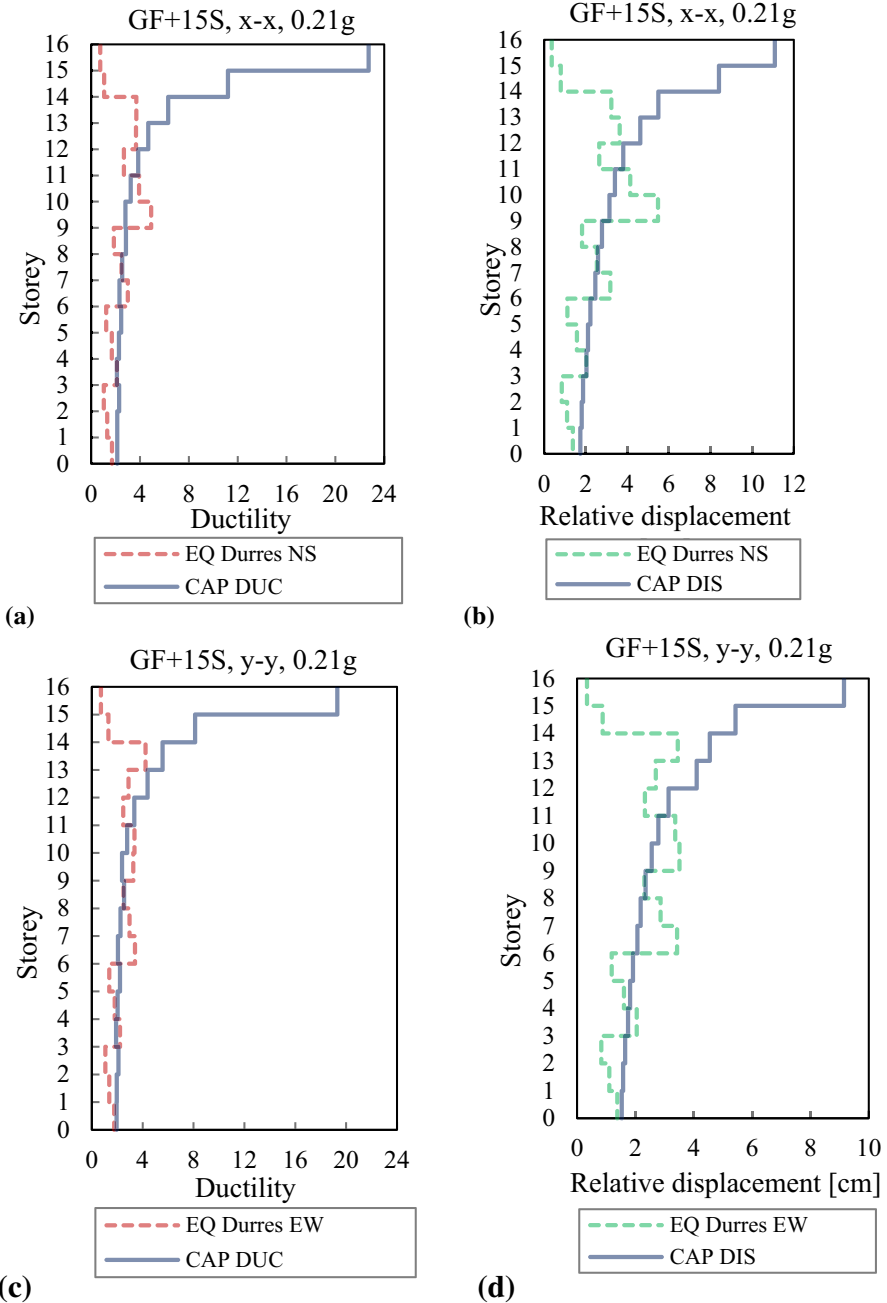 GF+15S, x-x, 0.21g
16
15
14
13
12
11
10
9
8
7
6
5
4
3
2
1
0
Storey
0 4 8 12 16 20 24
Ductility
EQ Durres NS
CAP DUC
(a)
GF+15S, x-x, 0.21g
16
15
14
13
12
11
10
9
8
7
6
5
4
3
2
1
0
Storey
0 2 4 6 8 10 12
Relative displacement
EQ Durres NS
CAP DIS
(b)
GF+15S, y-y, 0.21g
16
15
14
13
12
11
10
9
8
7
6
5
4
3
2
1
0
Storey
0 4 8 12 16 20 24
Ductility
EQ Durres EW
CAP DUC
(c)
GF+15S, y-y, 0.21g
16
15
14
13
12
11
10
9
8
7
6
5
4
3
2
1
0
Storey
0 2 4 6 8 10
Relative displacement [cm]
EQ Durres EW
CAP DIS
(d)